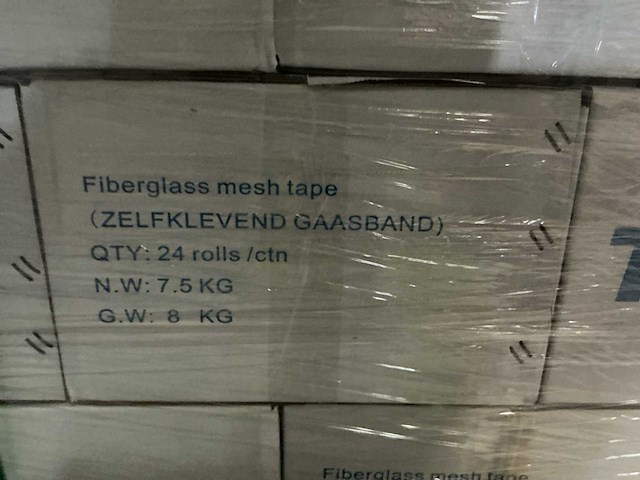 Fiberglass mesh tape
(ZELFKLEVEND GAASBAND)
QTY: 24 rolls /ctn
N.W: 7.5 KG
G.W: 8 KG
Fiberglass mesh tape